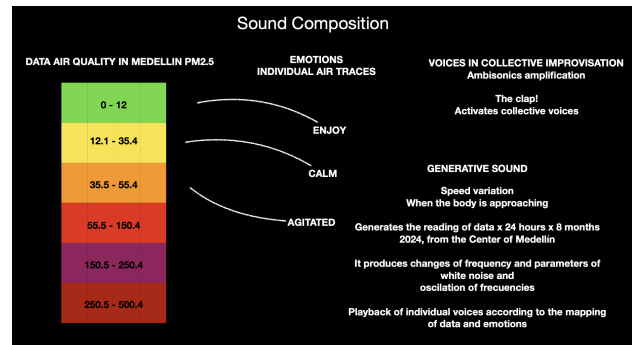 Sound Composition
DATA AIR QUALITY IN MEDELLIN PM2.5
0 - 12
12.1 - 35.4
35.5 - 55.4
55.5 - 150.4
150.5 - 250.4
250.5 - 500.4
EMOTIONS
INDIVIDUAL AIR TRACES
ENJOY
CALM
AGITATED
VOICES IN COLLECTIVE IMPROVISATION
Ambisonics amplification
The clap!
Activates collective voices
GENERATIVE SOUND
Speed variation
When the body is approaching
Generates the reading of data x 24 hours x 8 months
2024, from the Center of Medellín
It produces changes of frequency and parameters of
white noise and
oscilation of frecuencies
Playback of individual voices according to the mapping
of data and emotions